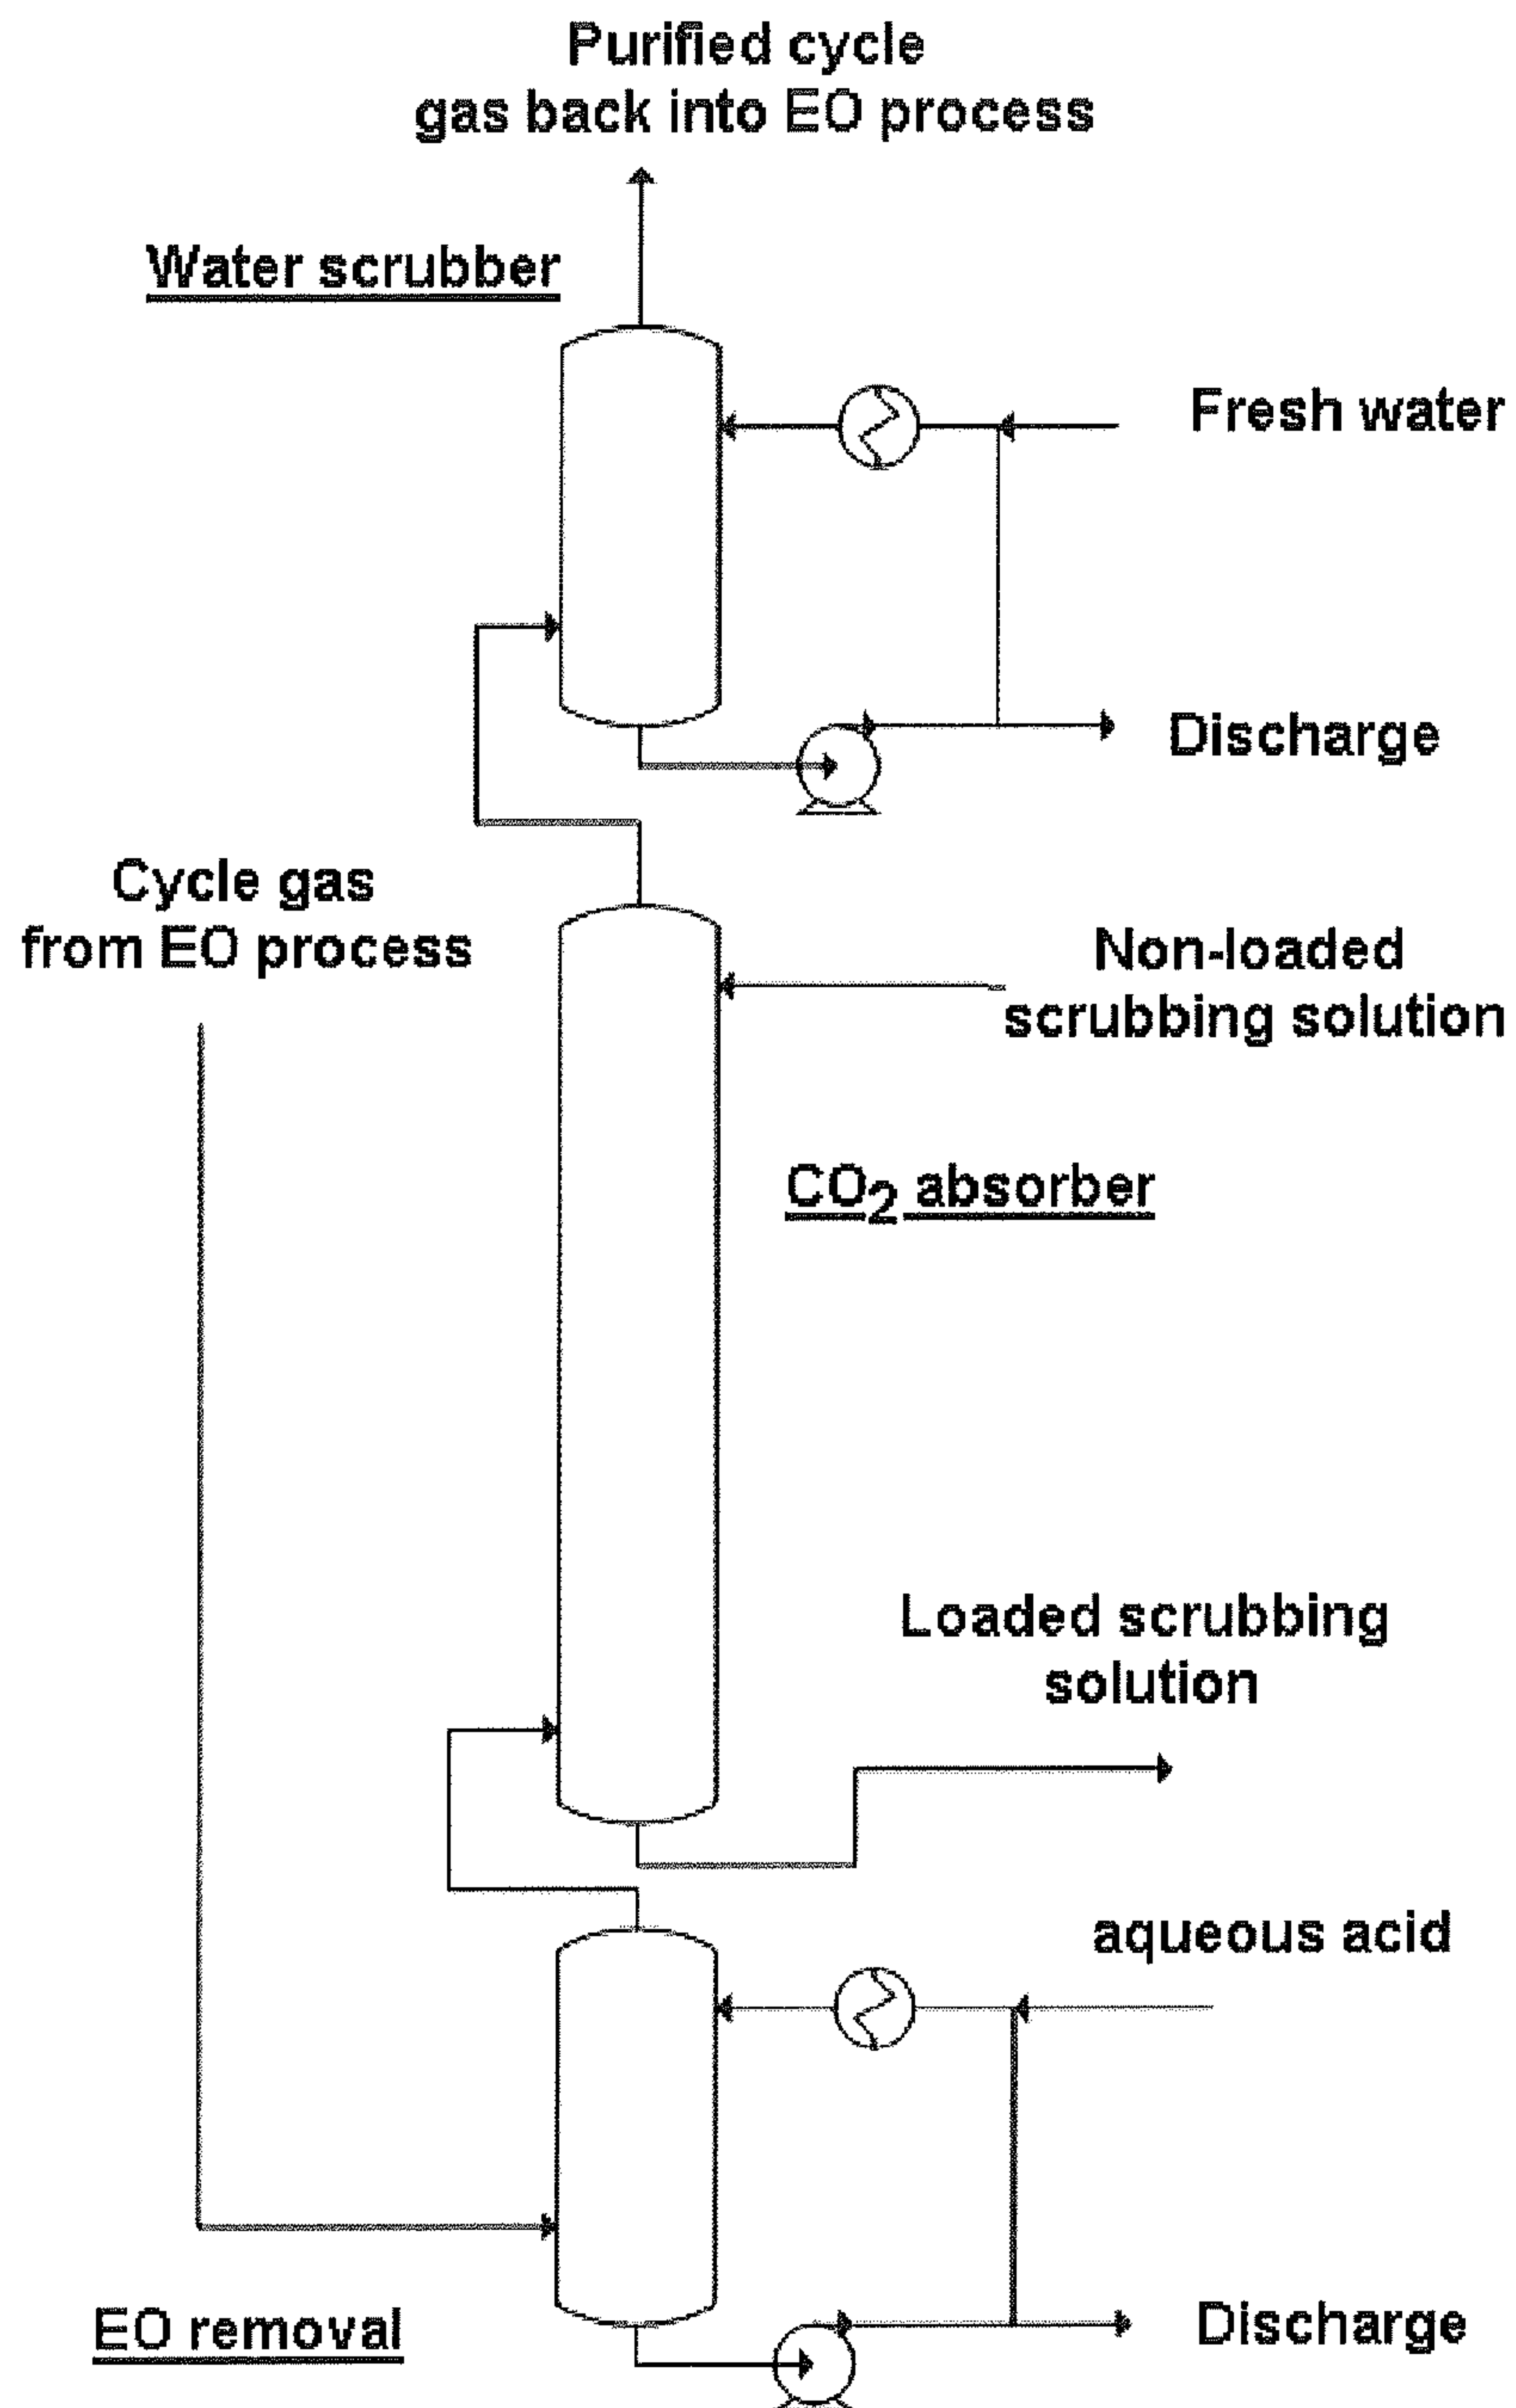 Purified cycle
gas back into EO process
Water scrubber
Fresh water
Discharge
Cycle gas
from EO process
Non-loaded
scrubbing solution
CO₂ absorber
Loaded scrubbing
solution
aqueous acid
EO removal
Discharge